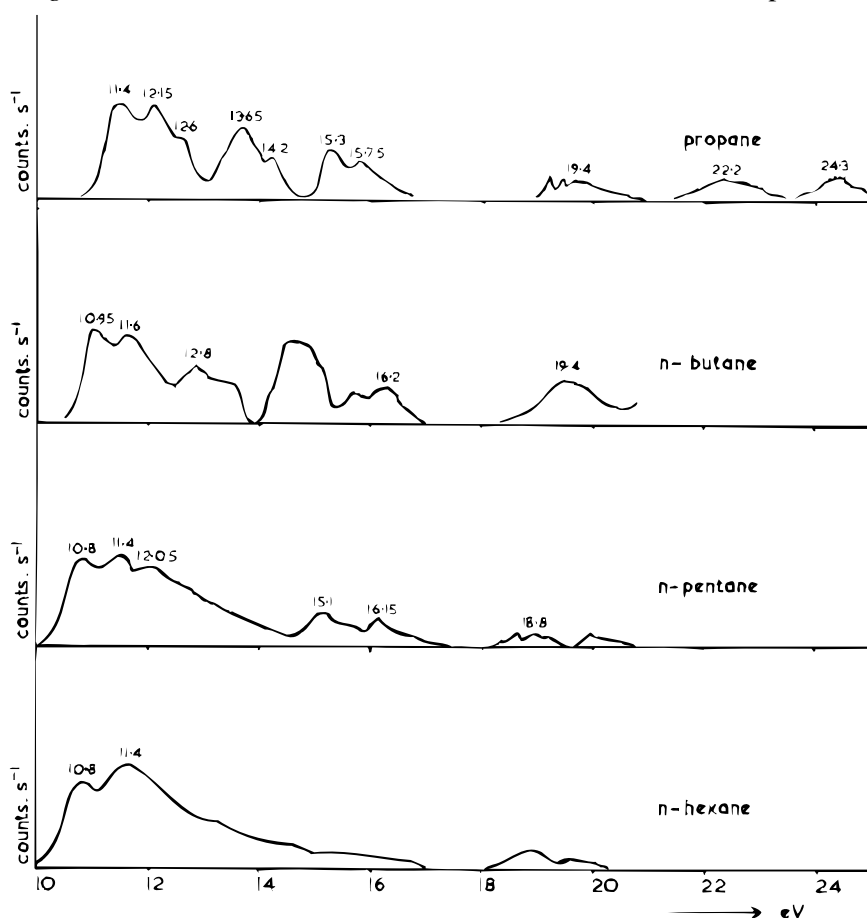 11.4 12.15 12.6 13.65 14.2 15.3 15.75 19.4 22.2 24.3
propane
counts. s⁻¹
10.95 11.6 12.8 16.2 19.4
n- butane
counts. s⁻¹
10.8 11.4 12.05 15.1 16.15 18.8
n-pentane
counts. s⁻¹
10.8 11.4
n-hexane
counts. s⁻¹
10 12 14 16 18 20 22 24
eV